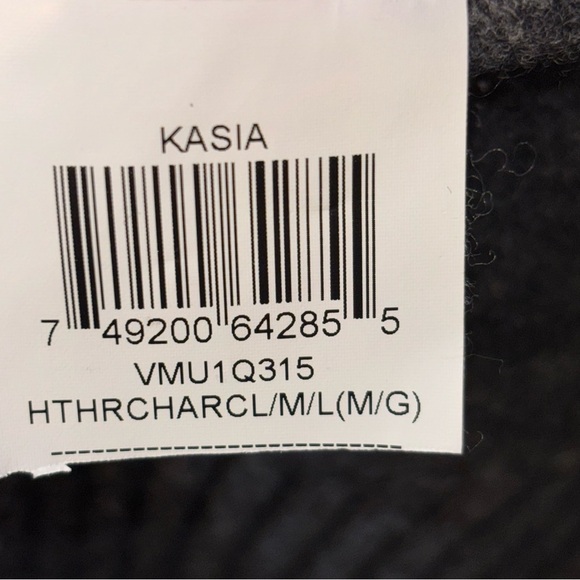 KASIA
7 49200 64285 5
VMU1Q315
HTHRCHARCL/M/L(M/G)